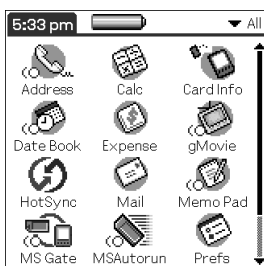 5:33 pm All
Address Calc Card Info
Date Book Expense gMovie
HotSync Mail Memo Pad
MS Gate MSAutorun Prefs